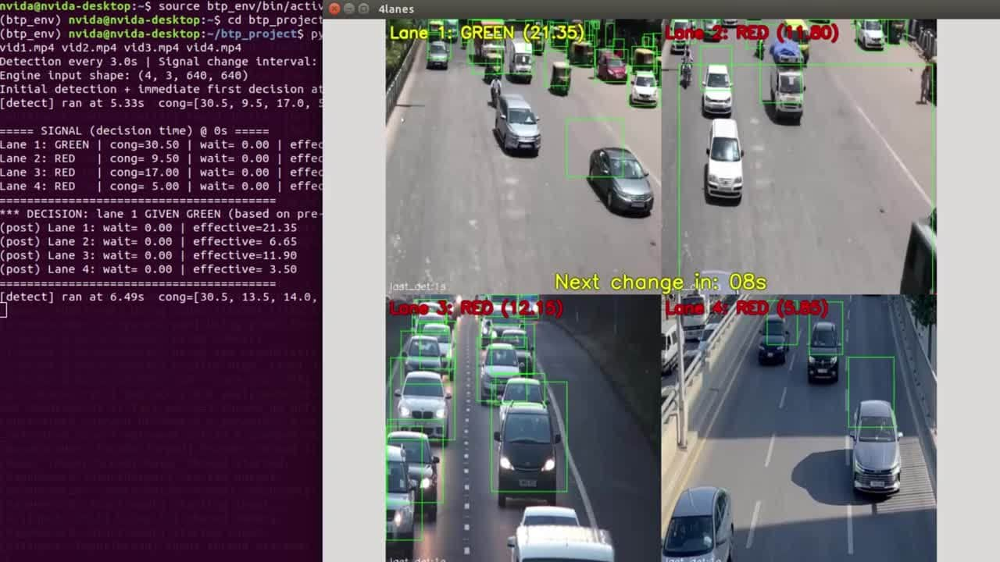 nvida@nvida-desktop:~$ source btp_env/bin/activ
(btp_env) nvida@nvida-desktop:~$ cd btp_project
(btp_env) nvida@nvida-desktop:~/btp_project$ py
vid1.mp4 vid2.mp4 vid3.mp4 vid4.mp4
Detection every 3.0s | Signal change interval:
Engine input shape: (4, 3, 640, 640)
Initial detection + immediate first decision at
[detect] ran at 5.33s  cong=[30.5, 9.5, 17.0, 5
===== SIGNAL (decision time) @ 0s =====
Lane 1: GREEN | cong=30.50 | wait= 0.00 | effec
Lane 2: RED   | cong= 9.50 | wait= 0.00 | effec
Lane 3: RED   | cong=17.00 | wait= 0.00 | effec
Lane 4: RED   | cong= 5.00 | wait= 0.00 | effec
========================================
*** DECISION: lane 1 GIVEN GREEN (based on pre-
(post) Lane 1: wait= 0.00 | effective=21.35
(post) Lane 2: wait= 0.00 | effective= 6.65
(post) Lane 3: wait= 0.00 | effective=11.90
(post) Lane 4: wait= 0.00 | effective= 3.50
========================================
[detect] ran at 6.49s  cong=[30.5, 13.5, 14.0,
4lanes
Lane 1: GREEN (21.35)
Lane 2: RED (11.80)
last_det:1s
Next change in: 08s
Lane 3: RED (12.15)
Lane 4: RED (5.85)